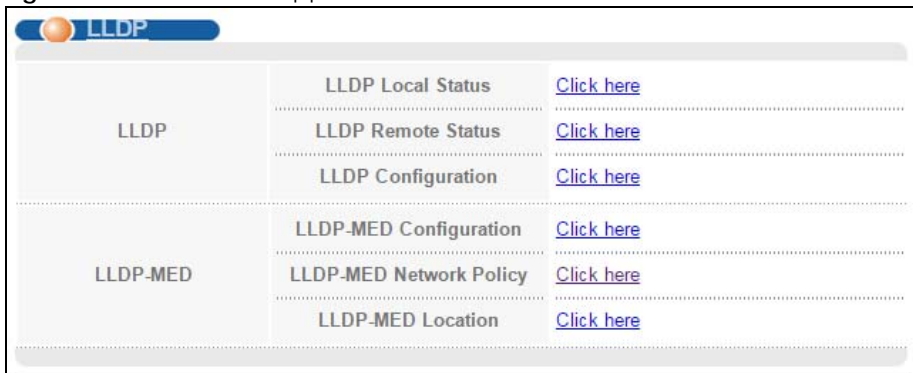 LLDP
LLDP
LLDP Local Status Click here
LLDP Remote Status Click here
LLDP Configuration Click here
LLDP-MED
LLDP-MED Configuration Click here
LLDP-MED Network Policy Click here
LLDP-MED Location Click here